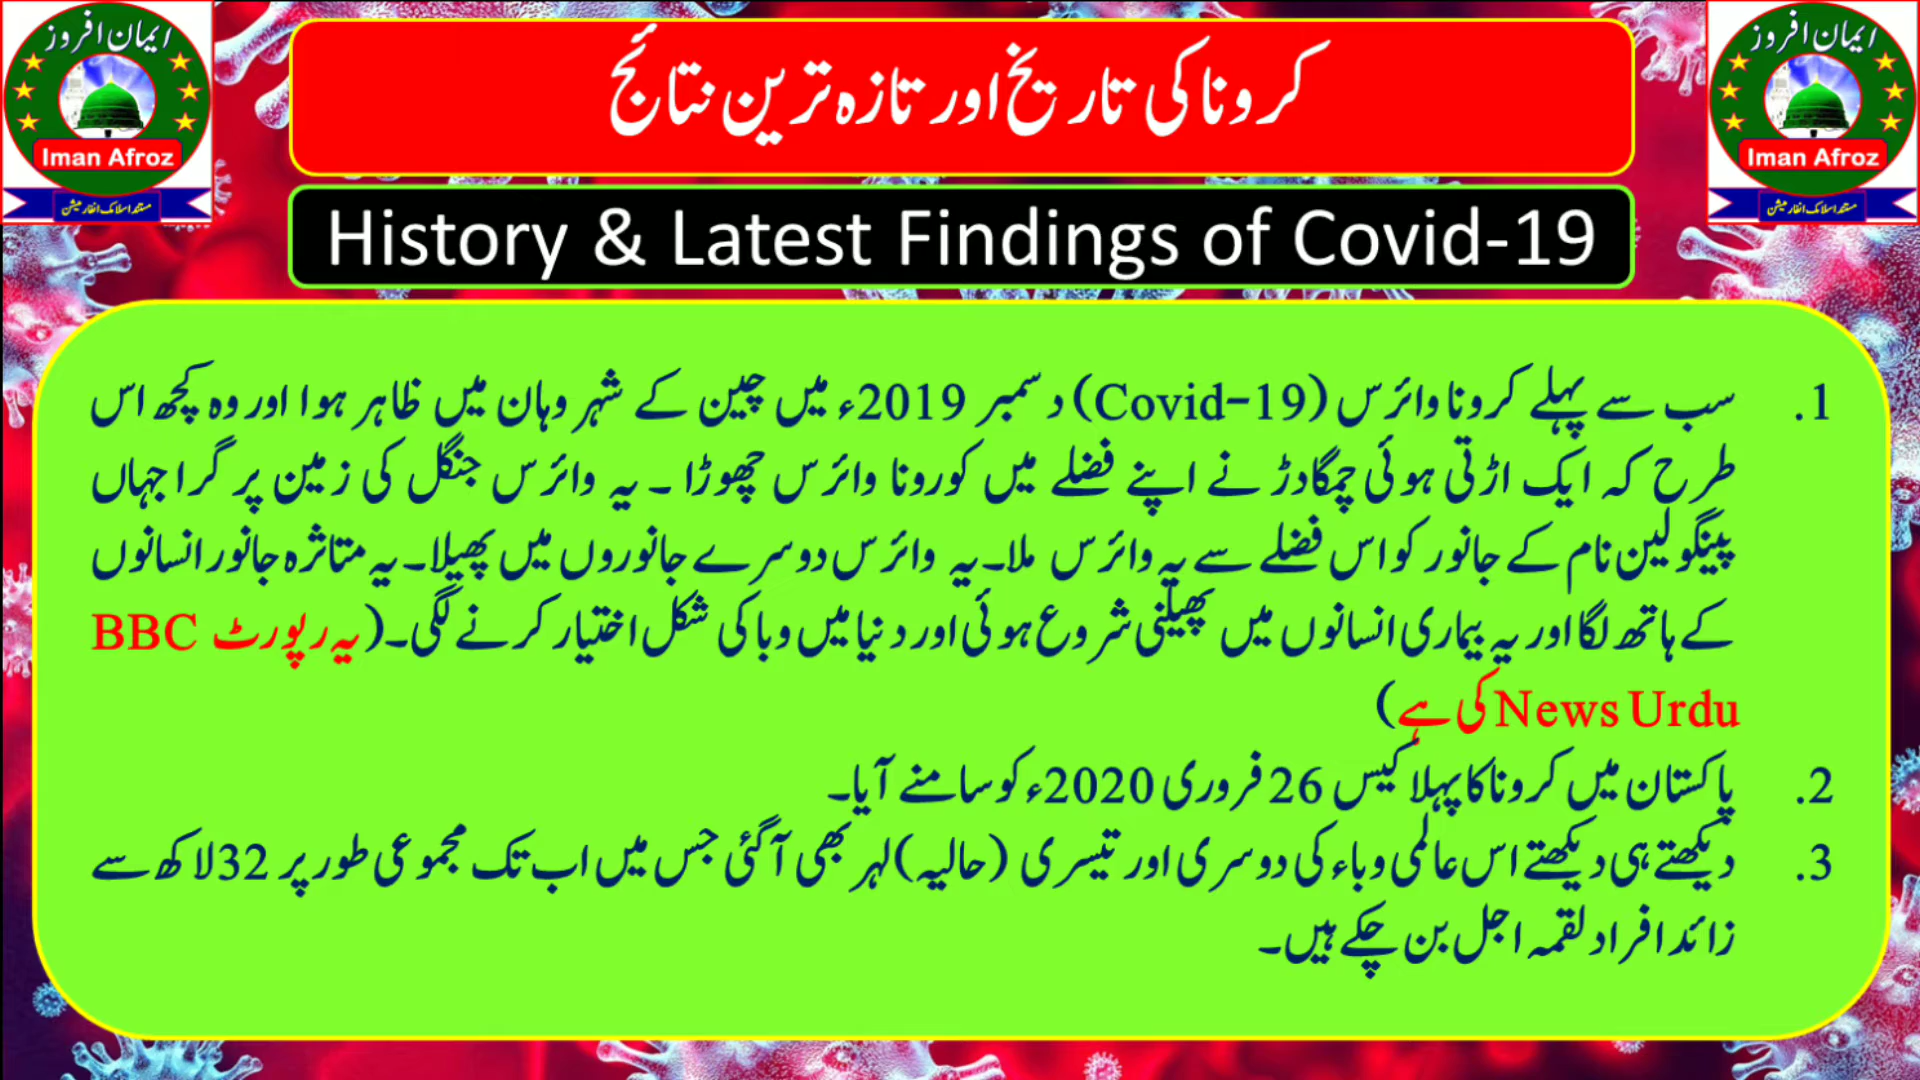 ایمان افروز
Iman Afroz
مستند اسلامک انفارمیشن
کرونا کی تاریخ اور تازہ ترین نتائج
ایمان افروز
Iman Afroz
مستند اسلامک انفارمیشن
History & Latest Findings of Covid-19
1. سب سے پہلے کرونا وائرس (Covid-19) دسمبر 2019ء میں چین کے شہر وہان میں ظاہر ہوا اور وہ کچھ اس
طرح کہ ایک اڑتی ہوئی چمگادڑ نے اپنے فضلے میں کورونا وائرس چھوڑا ۔ یہ وائرس جنگل کی زمین پر گرا جہاں
پینگولین نام کے جانور کو اس فضلے سے یہ وائرس ملا۔ یہ وائرس دوسرے جانوروں میں پھیلا۔ یہ متاثرہ جانور انسانوں
کے ہاتھ لگا اور یہ بیماری انسانوں میں پھیلنی شروع ہوئی اور دنیا میں وبا کی شکل اختیار کرنے لگی۔ (یہ رپورٹ BBC
News Urdu کی ہے)
2. پاکستان میں کرونا کا پہلا کیس 26 فروری 2020ء کو سامنے آیا۔
3. دیکھتے ہی دیکھتے اس عالمی وباء کی دوسری اور تیسری (حالیہ) لہر بھی آگئی جس میں اب تک مجموعی طور پر 32 لاکھ سے
زائد افراد لقمہ اجل بن چکے ہیں۔